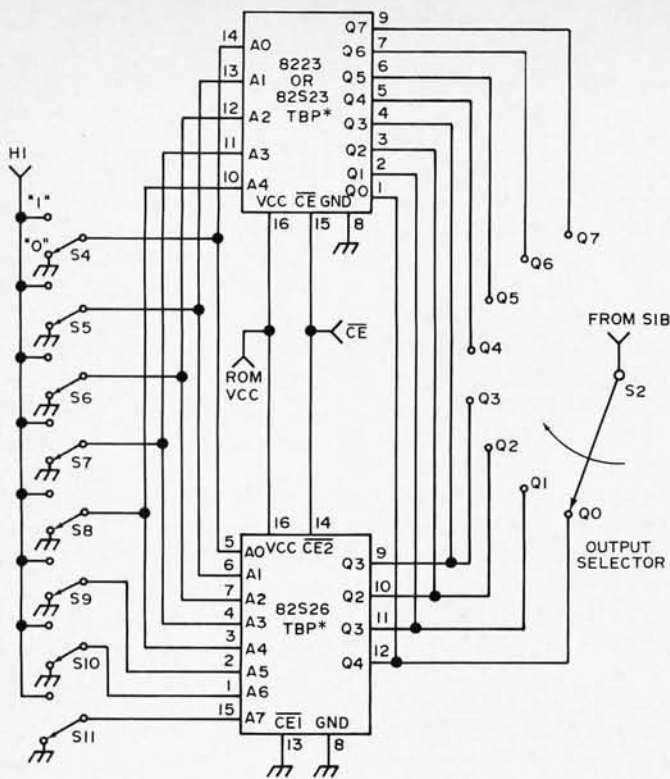 9
14 A0 Q7
7
8223 Q6
13 OR 6
A1 82S23 Q5
5
12 TBP* Q4
A2 4
Q3
11 3
A3 Q2
HI 2
10 Q1
A4 1
Q0
VCC CE GND
"1"
16 15 8
"0"
S4
Q7
Q6
S5
Q5
FROM S1B
CE
Q4
ROM
VCC
S2
S6
Q3
S7
Q2
Q1
S8
Q0
16 14
5 A0 VCC CE2
OUTPUT
SELECTOR
6 A1 Q3 9
S9
7 A2 82S26 Q2 10
4 A3 TBP*
Q3 11
3 A4
2 A5 Q4 12
S10
1 A6
15 A7 CE1 GND
S11
13 8